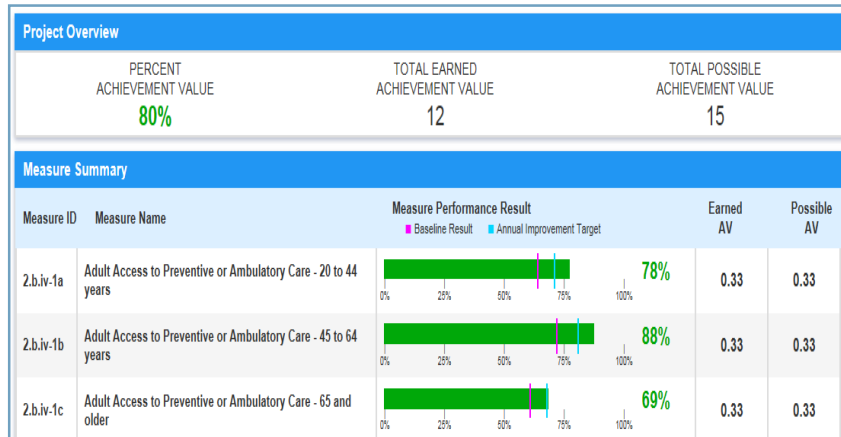 Project Overview
PERCENT
ACHIEVEMENT VALUE
80%
TOTAL EARNED
ACHIEVEMENT VALUE
12
TOTAL POSSIBLE
ACHIEVEMENT VALUE
15
Measure Summary
Measure ID
Measure Name
Measure Performance Result
Baseline Result Annual Improvement Target
Earned
AV
Possible
AV
2.b.iv-1a
Adult Access to Preventive or Ambulatory Care - 20 to 44
years
0% 25% 50% 75% 100%
78%
0.33
0.33
2.b.iv-1b
Adult Access to Preventive or Ambulatory Care - 45 to 64
years
0% 25% 50% 75% 100%
88%
0.33
0.33
2.b.iv-1c
Adult Access to Preventive or Ambulatory Care - 65 and
older
0% 25% 50% 75% 100%
69%
0.33
0.33